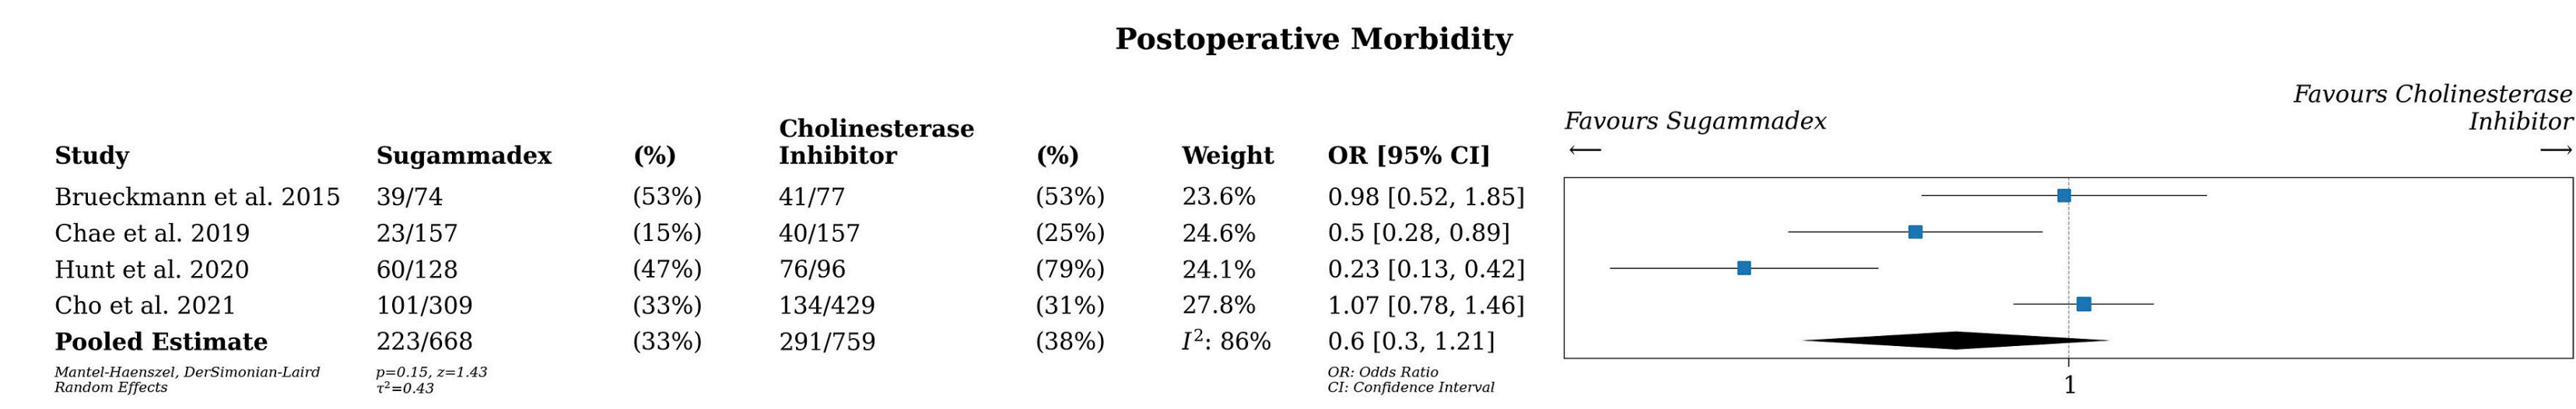 Postoperative Morbidity
Favours Cholinesterase
Favours Sugammadex Inhibitor
Cholinesterase
Study Sugammadex (%) Inhibitor (%) Weight OR [95% CI] ← →
Brueckmann et al. 2015 39/74 (53%) 41/77 (53%) 23.6% 0.98 [0.52, 1.85]
Chae et al. 2019 23/157 (15%) 40/157 (25%) 24.6% 0.5 [0.28, 0.89]
Hunt et al. 2020 60/128 (47%) 76/96 (79%) 24.1% 0.23 [0.13, 0.42]
Cho et al. 2021 101/309 (33%) 134/429 (31%) 27.8% 1.07 [0.78, 1.46]
Pooled Estimate 223/668 (33%) 291/759 (38%) I²: 86% 0.6 [0.3, 1.21]
Mantel-Haenszel, DerSimonian-Laird p=0.15, z=1.43 OR: Odds Ratio
Random Effects τ²=0.43 CI: Confidence Interval 1